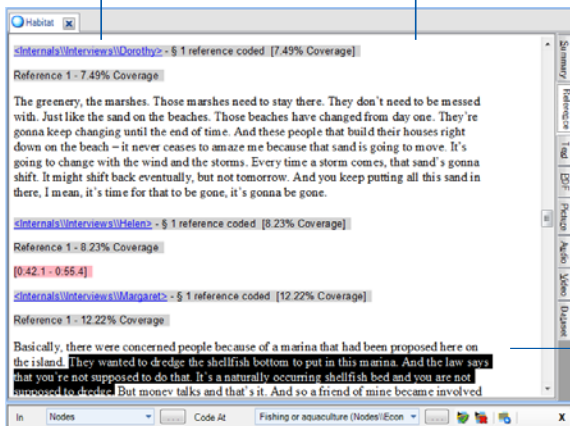 Habitat
<Internals\\Interviews\\Dorothy> - § 1 reference coded [7.49% Coverage]
Reference 1 - 7.49% Coverage
The greenery, the marshes. Those marshes need to stay there. They don't need to be messed
with. Just like the sand on the beaches. Those beaches have changed from day one. They're
gonna keep changing until the end of time. And these people that build their houses right
down on the beach – it never ceases to amaze me because that sand is going to move. It's
going to change with the wind and the storms. Every time a storm comes, that sand's gonna
shift. It might shift back eventually, but not tomorrow. And you keep putting all this sand in
there, I mean, it's time for that to be gone, it's gonna be gone.
<Internals\\Interviews\\Helen> - § 1 reference coded [8.23% Coverage]
Reference 1 - 8.23% Coverage
[0:42.1 - 0:55.4]
<Internals\\Interviews\\Margaret> - § 1 reference coded [12.22% Coverage]
Reference 1 - 12.22% Coverage
Basically, there were concerned people because of a marina that had been proposed here on
the island. They wanted to dredge the shellfish bottom to put in this marina. And the law says
that you're not supposed to do that. It's a naturally occurring shellfish bed and you are not
supposed to dredge. But money talks and that's it. And so a friend of mine became involved
Summary
Reference
Text
PDF
Picture
Audio
Video
Dataset
In Nodes ... Code At Fishing or aquaculture (Nodes\\Econ ... X